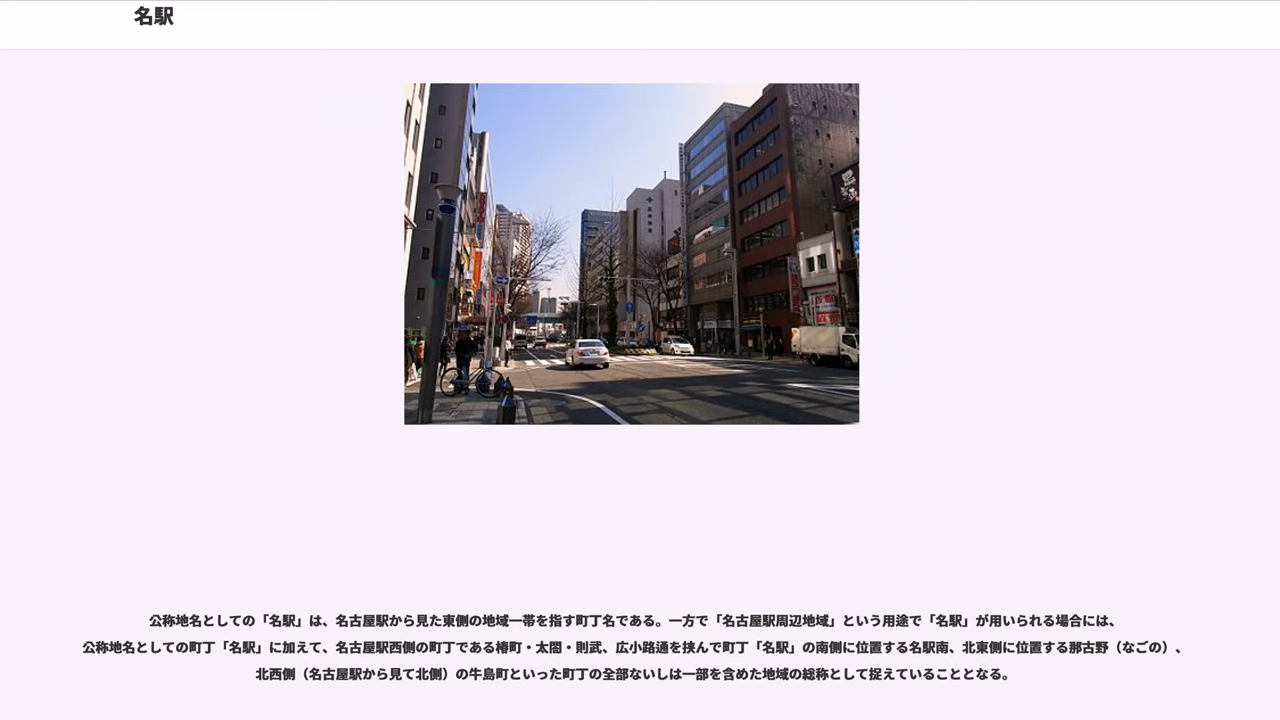 名駅
公称地名としての「名駅」は、名古屋駅から見た東側の地域一帯を指す町丁名である。一方で「名古屋駅周辺地域」という用途で「名駅」が用いられる場合には、
公称地名としての町丁「名駅」に加えて、名古屋駅西側の町丁である椿町・太閤・則武、広小路通を挟んで町丁「名駅」の南側に位置する名駅南、北東側に位置する那古野（なごの）、
北西側（名古屋駅から見て北側）の牛島町といった町丁の全部ないしは一部を含めた地域の総称として捉えていることとなる。